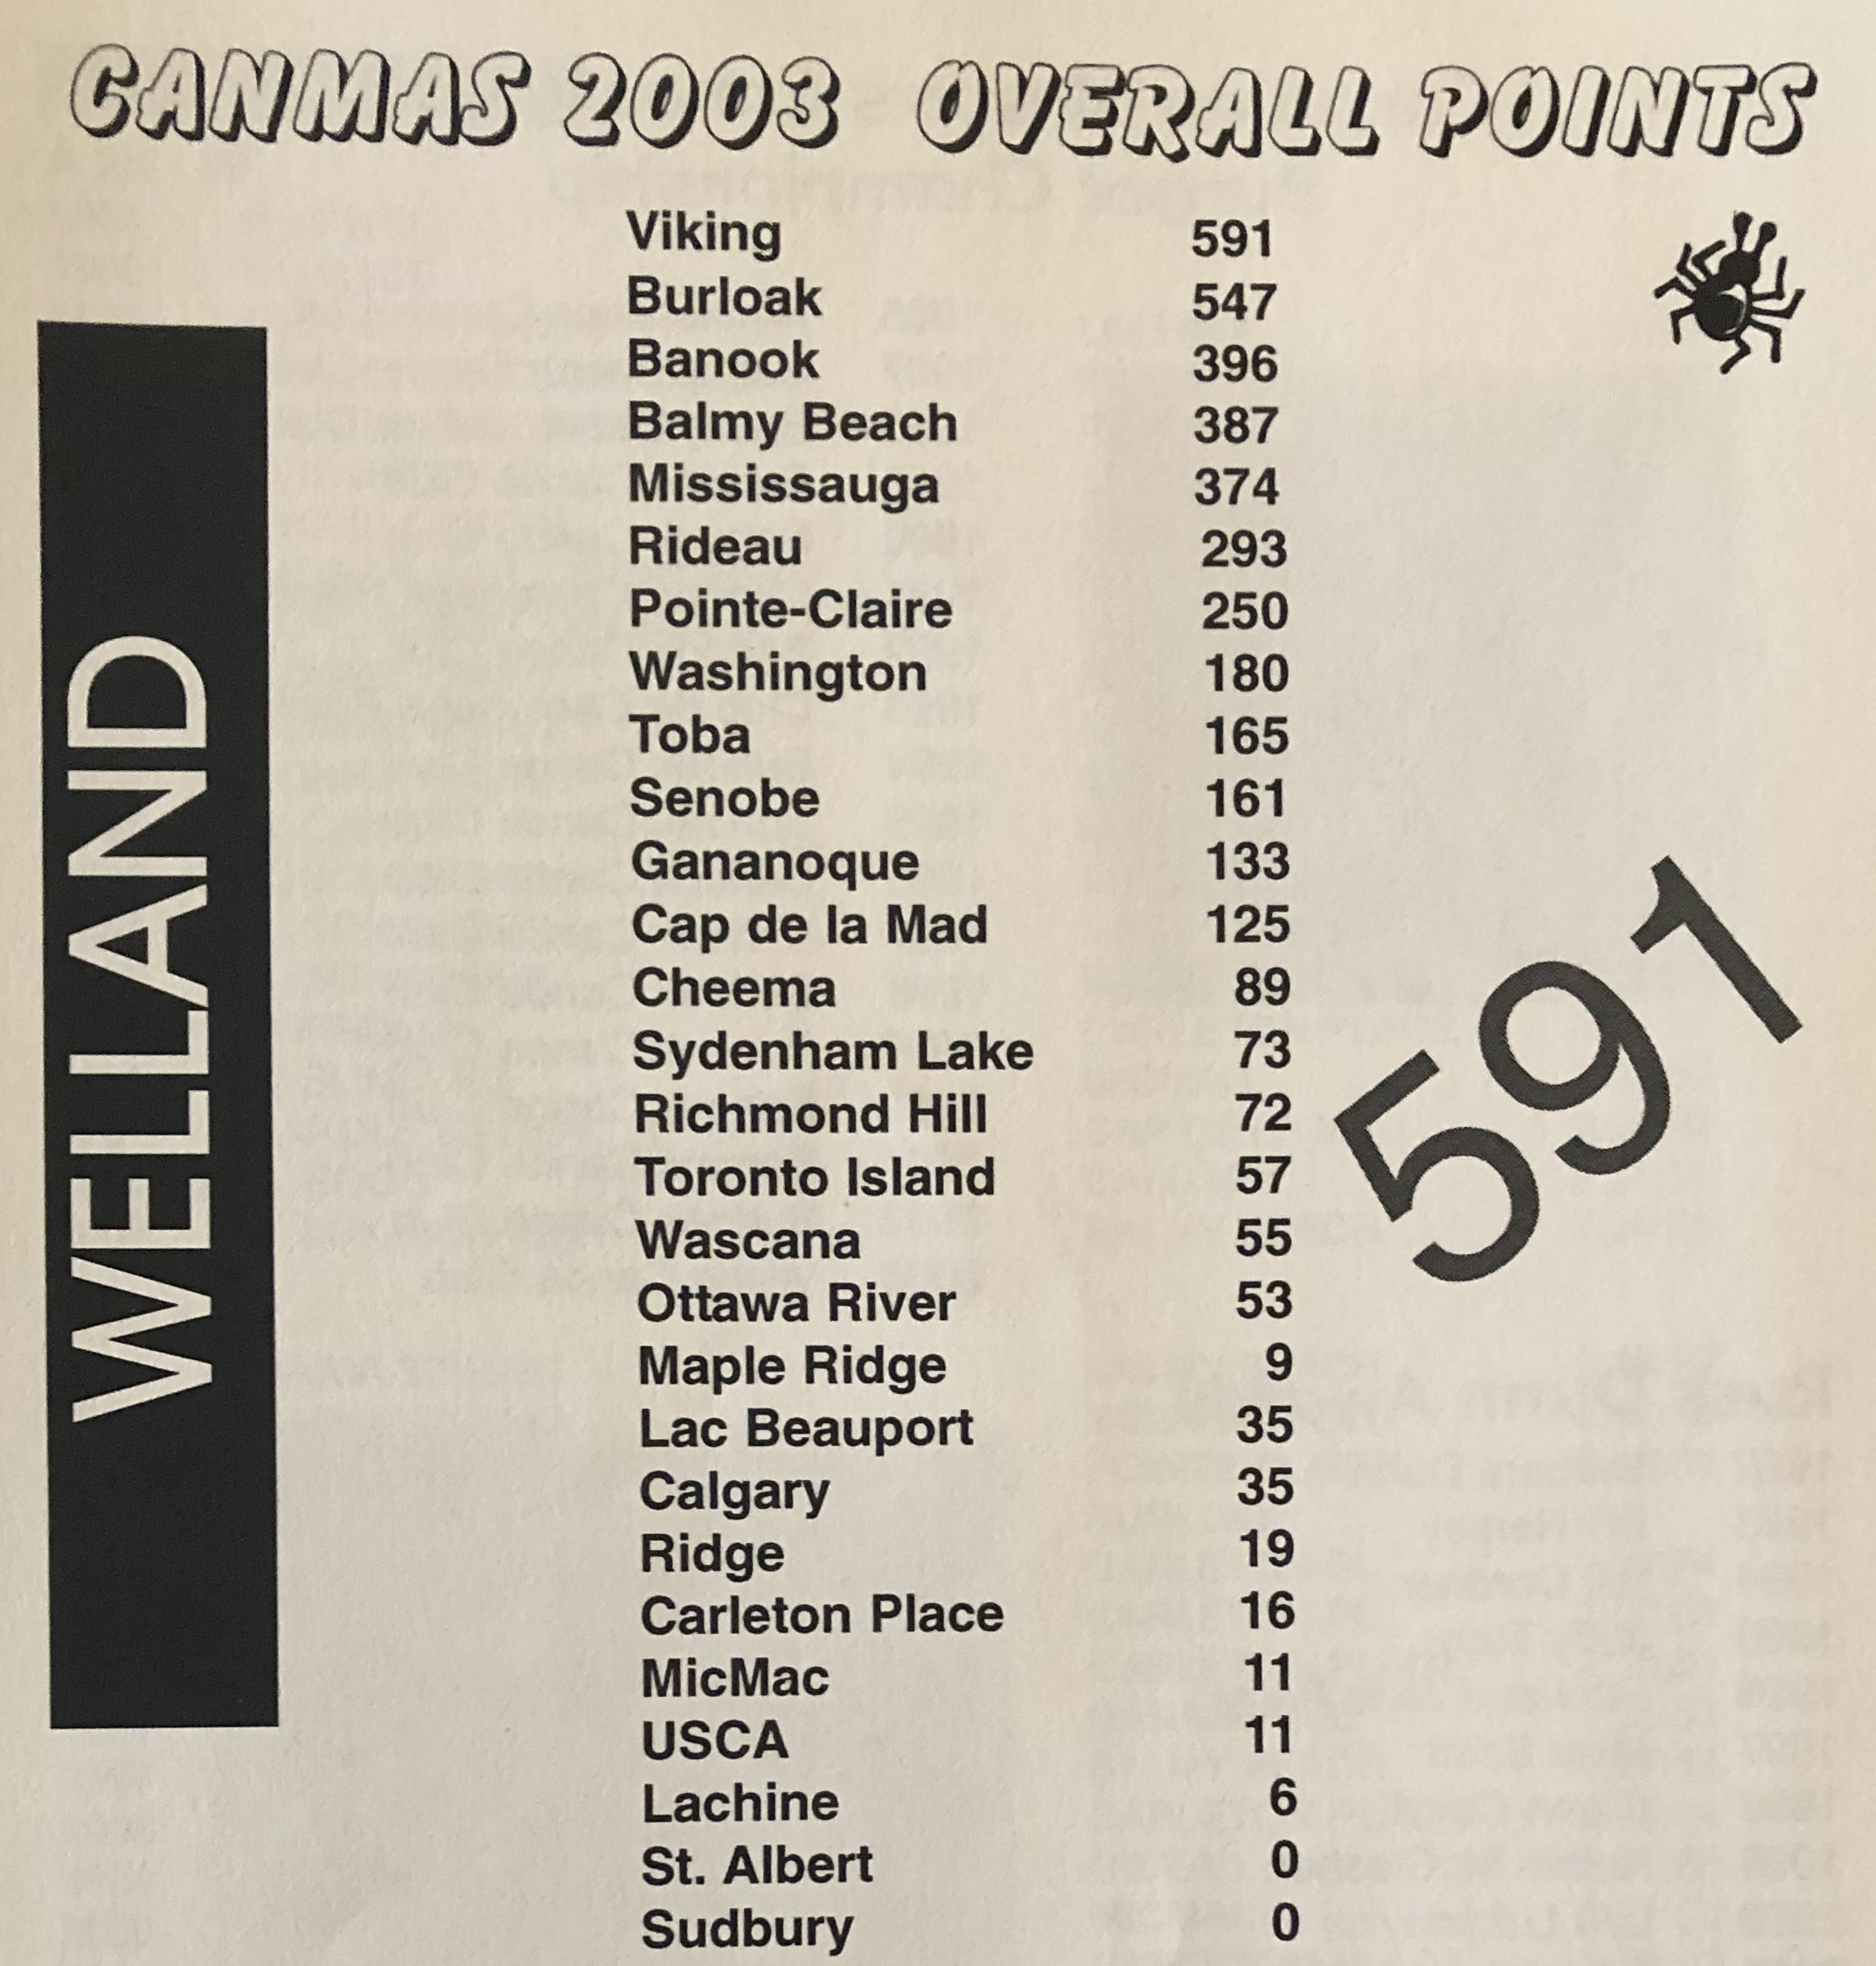 CANMAS 2003 OVERALL POINTS
Viking 591
Burloak 547
Banook 396
Balmy Beach 387
Mississauga 374
Rideau 293
Pointe-Claire 250
Washington 180
Toba 165
Senobe 161
Gananoque 133
Cap de la Mad 125
Cheema 89
Sydenham Lake 73
Richmond Hill 72
Toronto Island 57
Wascana 55
Ottawa River 53
Maple Ridge 9
Lac Beauport 35
Calgary 35
Ridge 19
Carleton Place 16
MicMac 11
USCA 11
Lachine 6
St. Albert 0
Sudbury 0
WELLAND
591